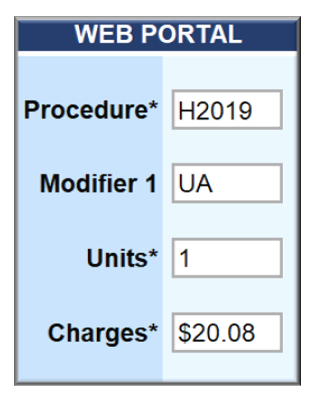 WEB PORTAL
Procedure* H2019
Modifier 1 UA
Units* 1
Charges* $20.08